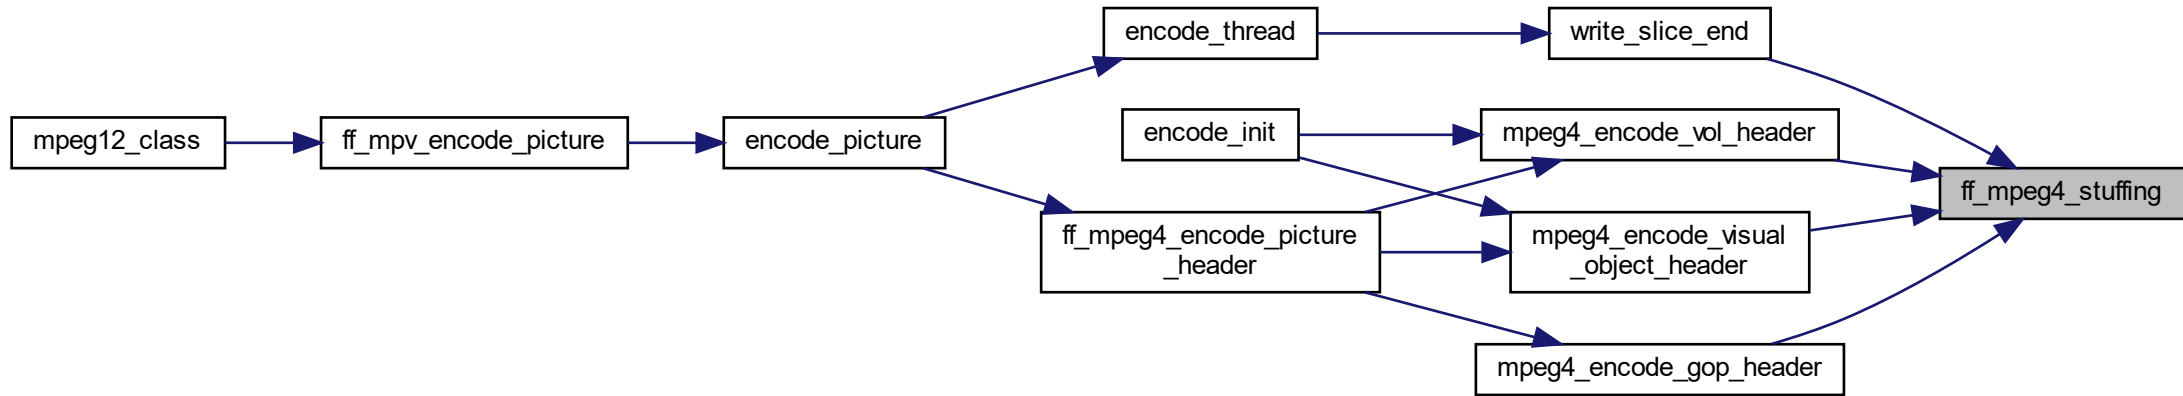 encode_thread
write_slice_end
mpeg12_class
ff_mpv_encode_picture
encode_picture
encode_init
mpeg4_encode_vol_header
ff_mpeg4_stuffing
ff_mpeg4_encode_picture
_header
mpeg4_encode_visual
_object_header
mpeg4_encode_gop_header